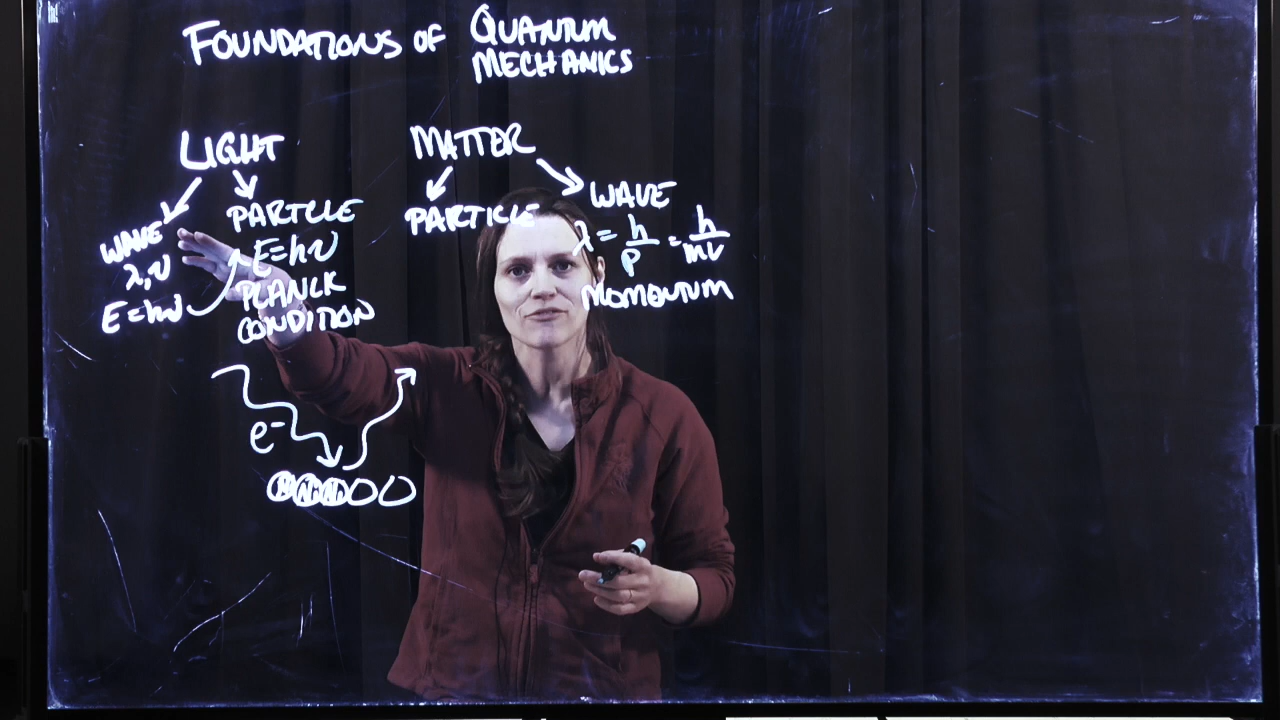 FOUNDATIONS OF QUANTUM
MECHANICS
LIGHT
MATTER
WAVE
λ, ν
E=hν
PARTICLE
E=hν
PLANCK
CONDITION
PARTICLE
WAVE
λ = h/p = h/mv
MOMENTUM
e⁻